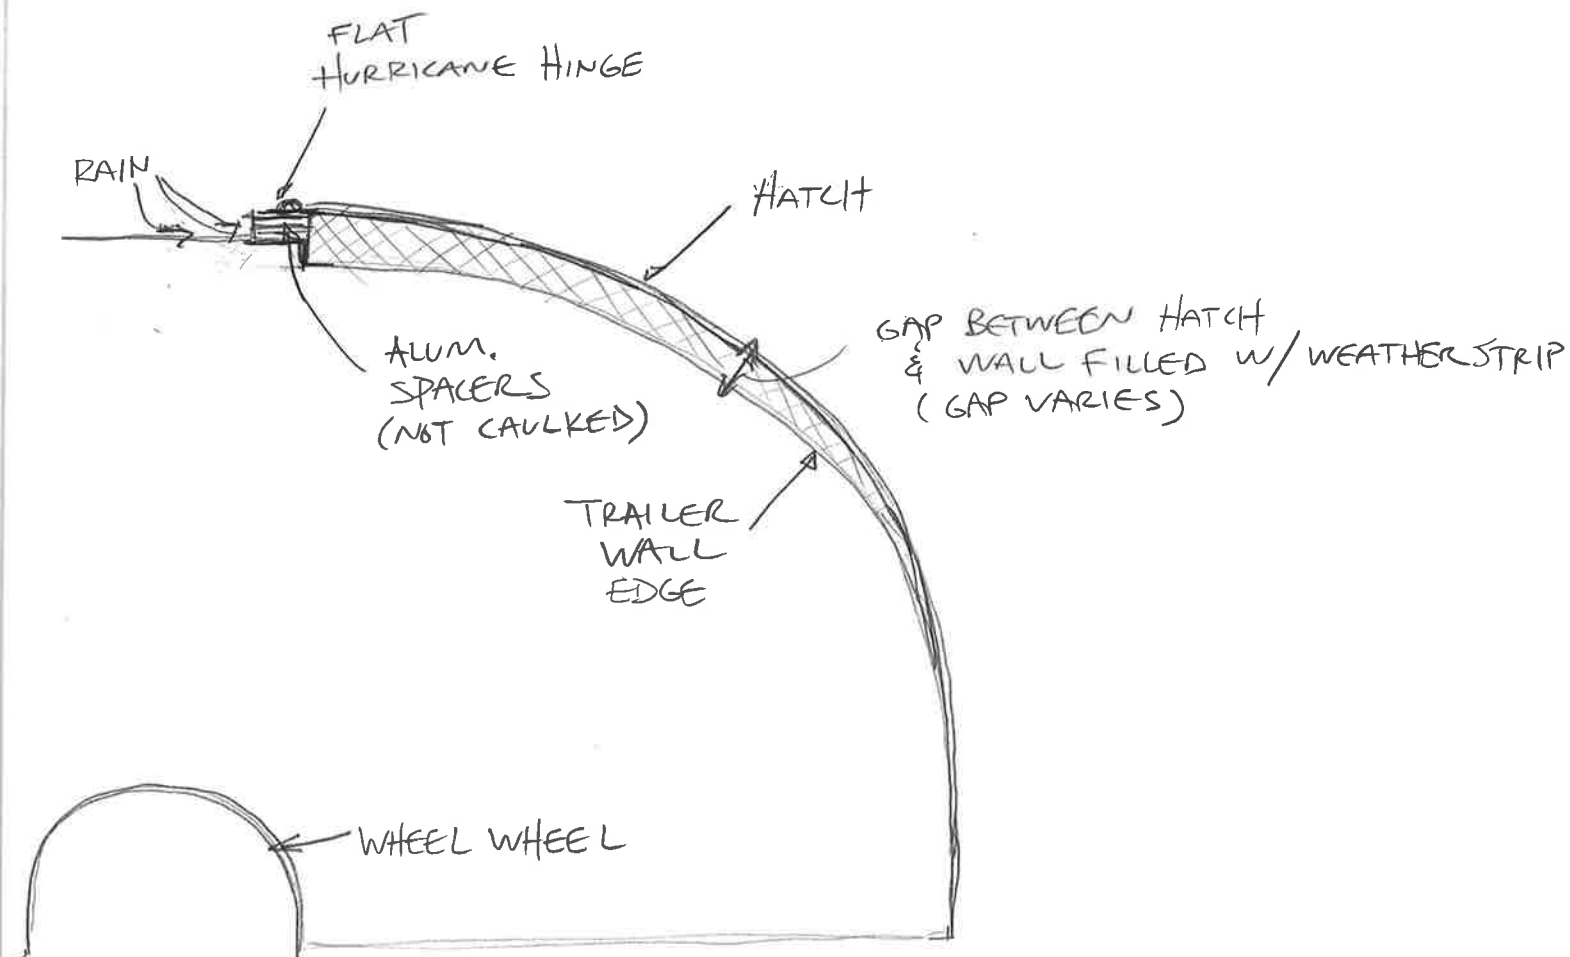 FLAT
HURRICANE HINGE
RAIN
HATCH
ALUM.
SPACERS
(NOT CAULKED)
GAP BETWEEN HATCH
& WALL FILLED W/ WEATHERSTRIP
(GAP VARIES)
TRAILER
WALL
EDGE
WHEEL WHEEL